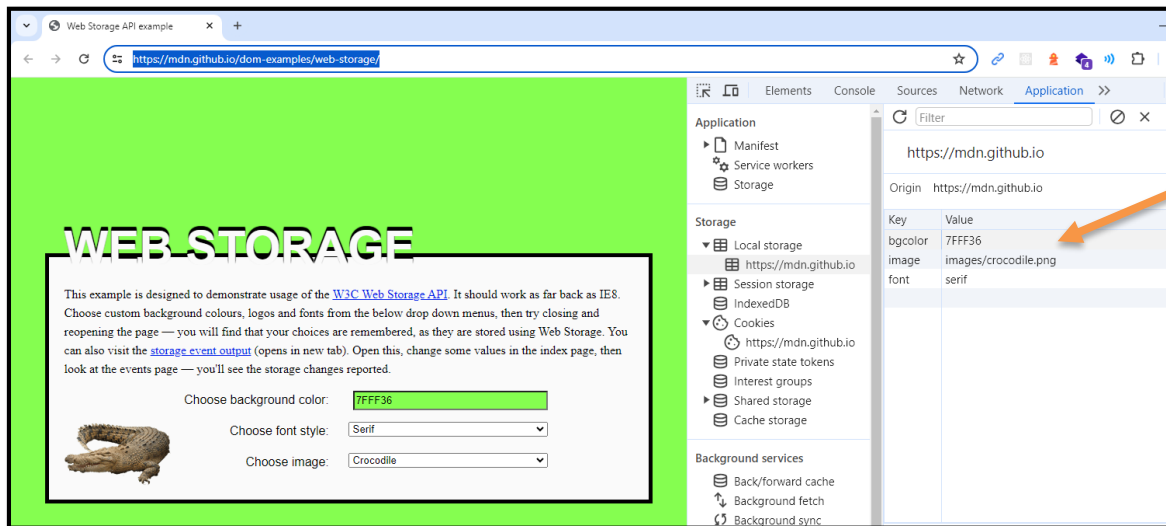 Web Storage API example
https://mdn.github.io/dom-examples/web-storage/
4
WEB STORAGE
This example is designed to demonstrate usage of the W3C Web Storage API. It should work as far back as IE8.
Choose custom background colours, logos and fonts from the below drop down menus, then try closing and
reopening the page — you will find that your choices are remembered, as they are stored using Web Storage. You
can also visit the storage event output (opens in new tab). Open this, change some values in the index page, then
look at the events page — you'll see the storage changes reported.
Choose background color: 7FFF36
Choose font style: Serif
Choose image: Crocodile
Elements Console Sources Network Application
Application
Manifest
Service workers
Storage
Storage
Local storage
https://mdn.github.io
Session storage
IndexedDB
Cookies
https://mdn.github.io
Private state tokens
Interest groups
Shared storage
Cache storage
Background services
Back/forward cache
Background fetch
Background sync
Filter
https://mdn.github.io
Origin https://mdn.github.io
Key Value
bgcolor 7FFF36
image images/crocodile.png
font serif